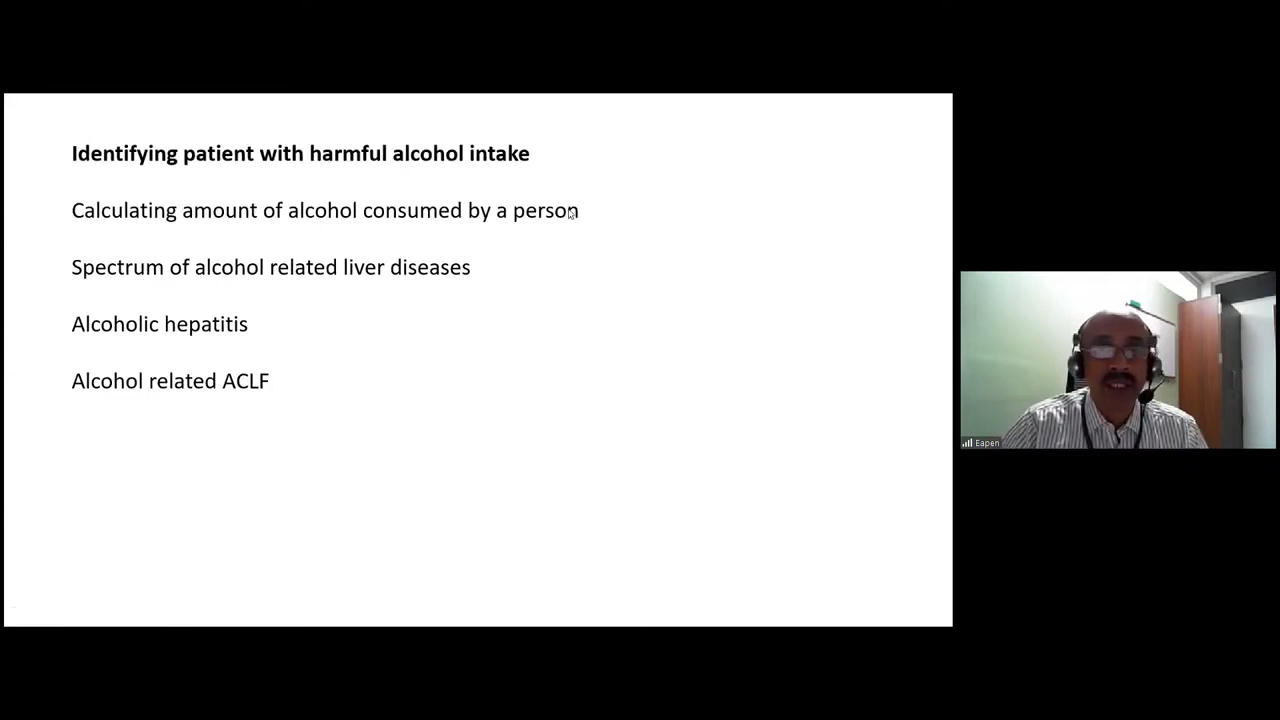 Identifying patient with harmful alcohol intake
Calculating amount of alcohol consumed by a person
Spectrum of alcohol related liver diseases
Alcoholic hepatitis
Alcohol related ACLF
Eapen